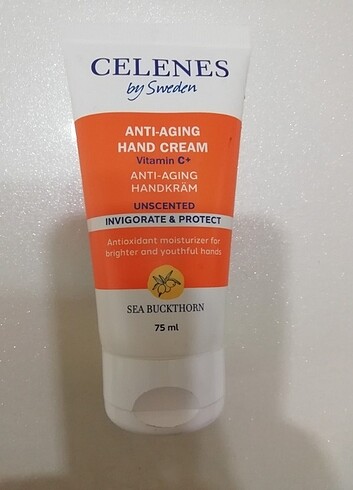 CELENES
by Sweden
ANTI-AGING
HAND CREAM
Vitamin C+
ANTI-AGING
HANDKRÄM
UNSCENTED
INVIGORATE & PROTECT
Antioxidant moisturizer for
brighter and youthful hands
SEA BUCKTHORN
75 ml